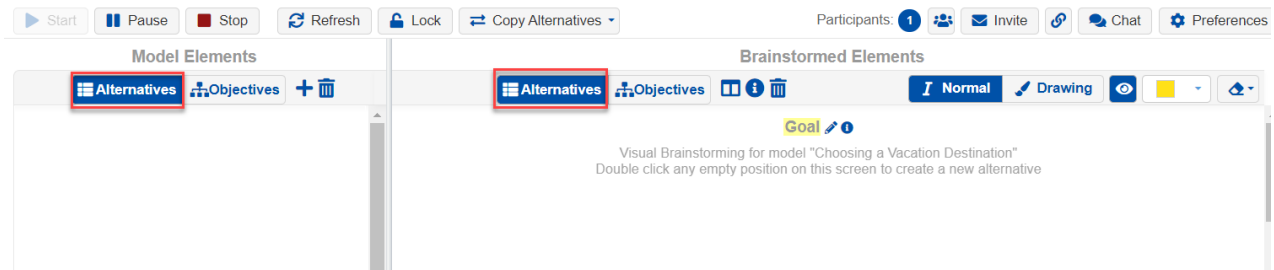 Start Pause Stop Refresh Lock Copy Alternatives Participants: 1 Invite Chat Preferences
Model Elements Brainstormed Elements
Alternatives Objectives Alternatives Objectives Normal Drawing
Goal
Visual Brainstorming for model "Choosing a Vacation Destination"
Double click any empty position on this screen to create a new alternative